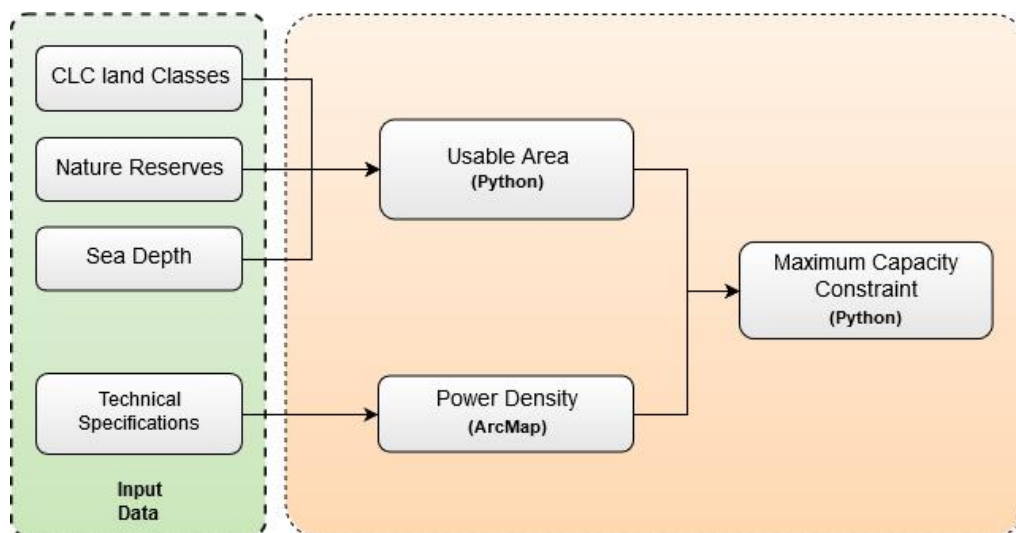 CLC land Classes
Nature Reserves
Sea Depth
Technical
Specifications
Input
Data
Usable Area
(Python)
Power Density
(ArcMap)
Maximum Capacity
Constraint
(Python)